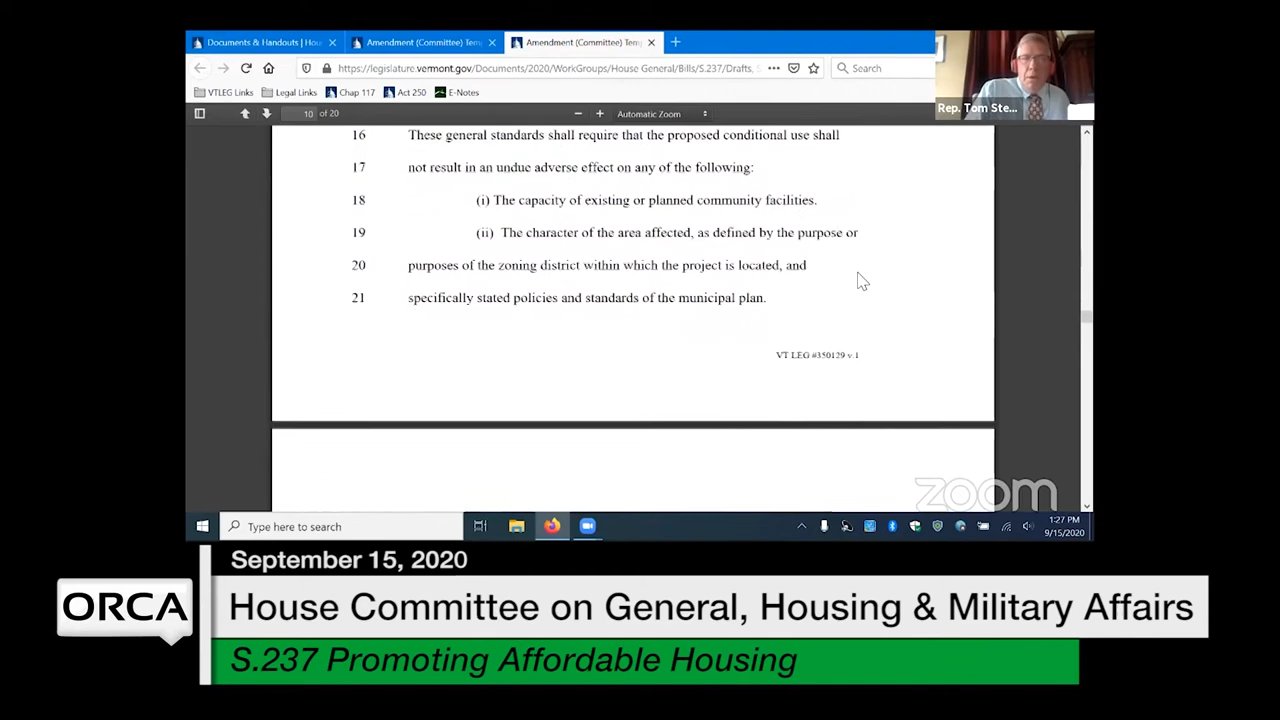 Documents & Handouts | Hou
Amendment (Committee) Temp
Amendment (Committee) Temp
https://legislature.vermont.gov/Documents/2020/WorkGroups/House General/Bills/S.237/Drafts, S
Search
VTLEG Links
Legal Links
Chap 117
Act 250
E-Notes
10 of 20
Automatic Zoom
Rep. Tom Ste...
16 These general standards shall require that the proposed conditional use shall
17 not result in an undue adverse effect on any of the following:
18 (i) The capacity of existing or planned community facilities.
19 (ii) The character of the area affected, as defined by the purpose or
20 purposes of the zoning district within which the project is located, and
21 specifically stated policies and standards of the municipal plan.
VT LEG #350129 v.1
zoom
Type here to search
1:27 PM
9/15/2020
September 15, 2020
ORCA
House Committee on General, Housing & Military Affairs
S.237 Promoting Affordable Housing